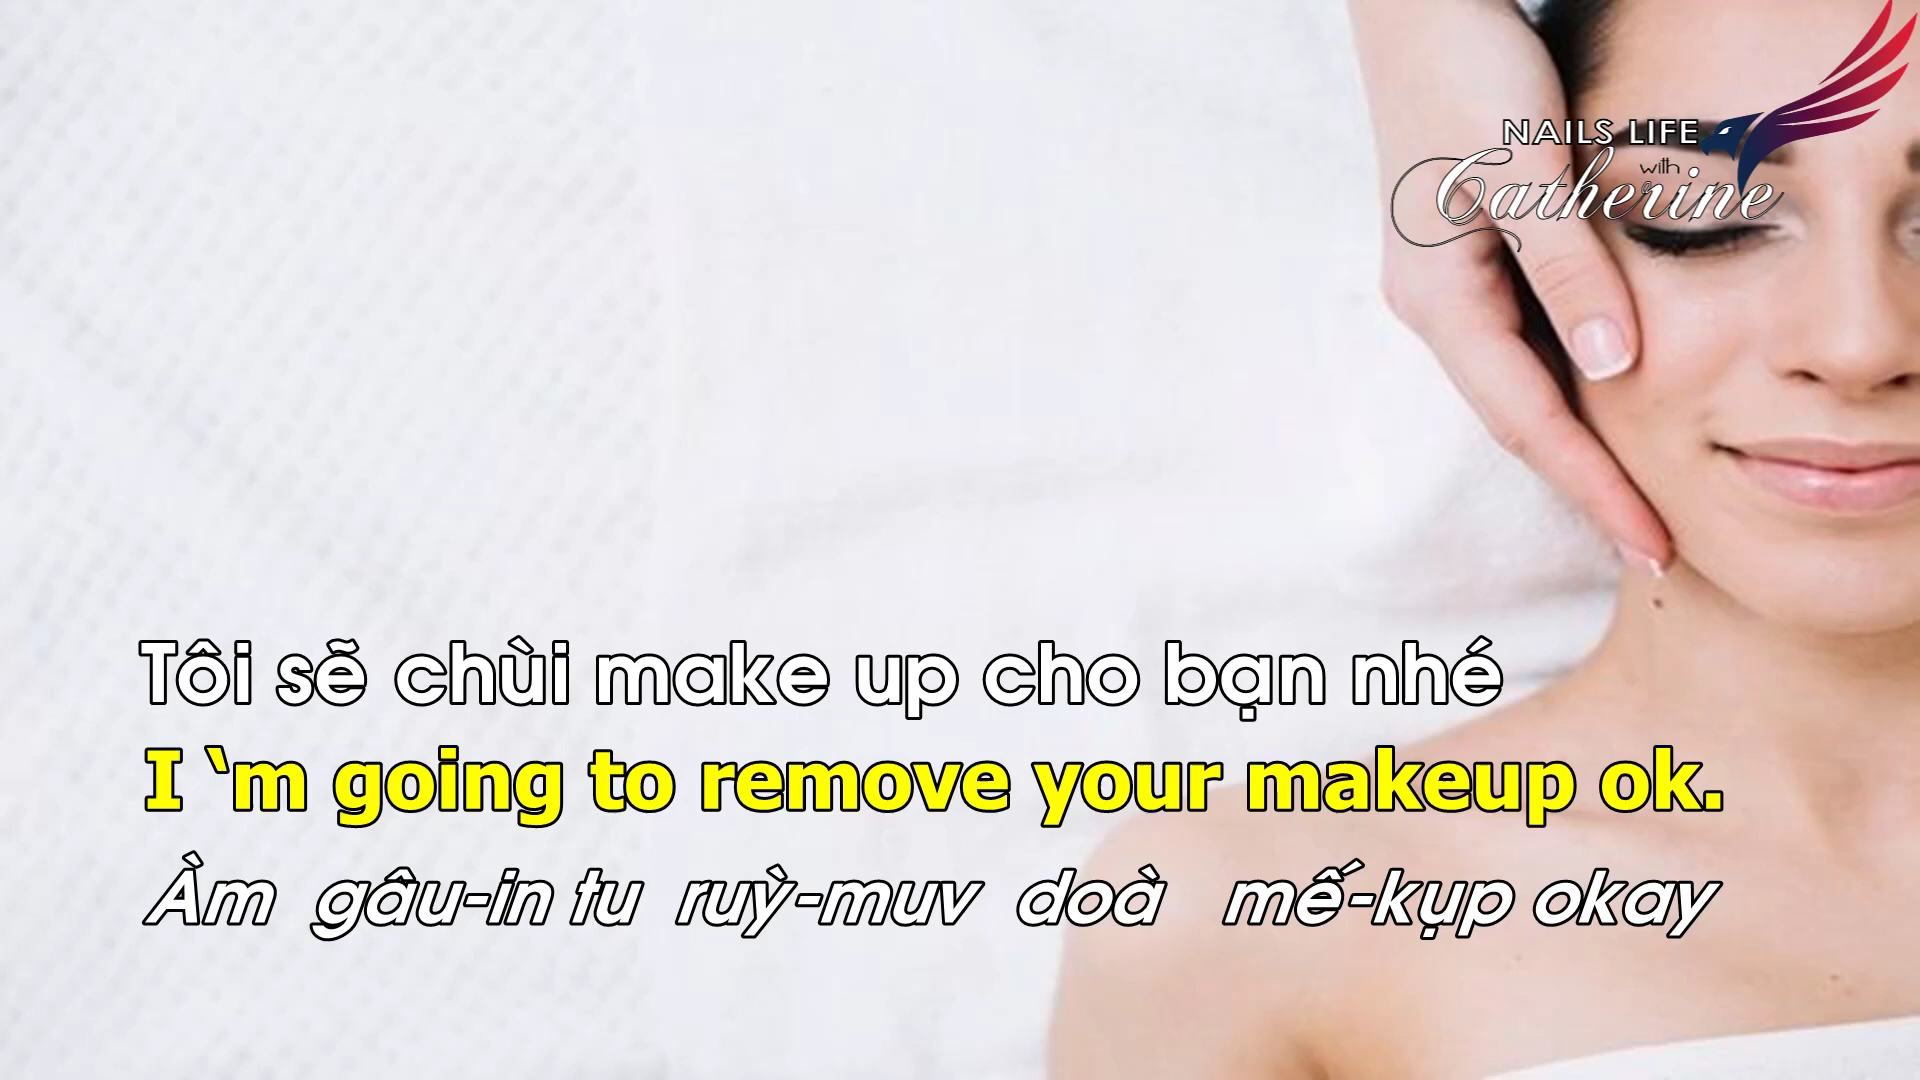 NAILS LIFE
with
Catherine
Tôi sẽ chùi make up cho bạn nhé
I ‘m going to remove your makeup ok.
Àm gâu-in tu ruỳ-muv doà mế-kụp okay